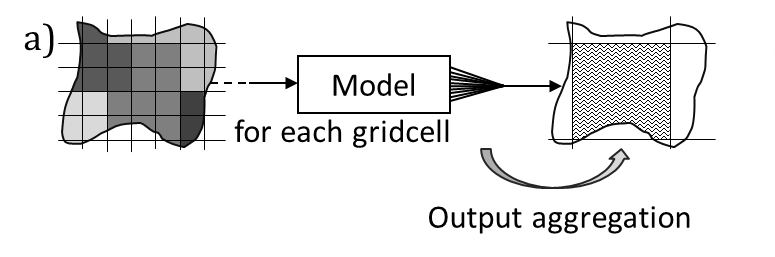 a)
Model
for each gridcell
Output aggregation